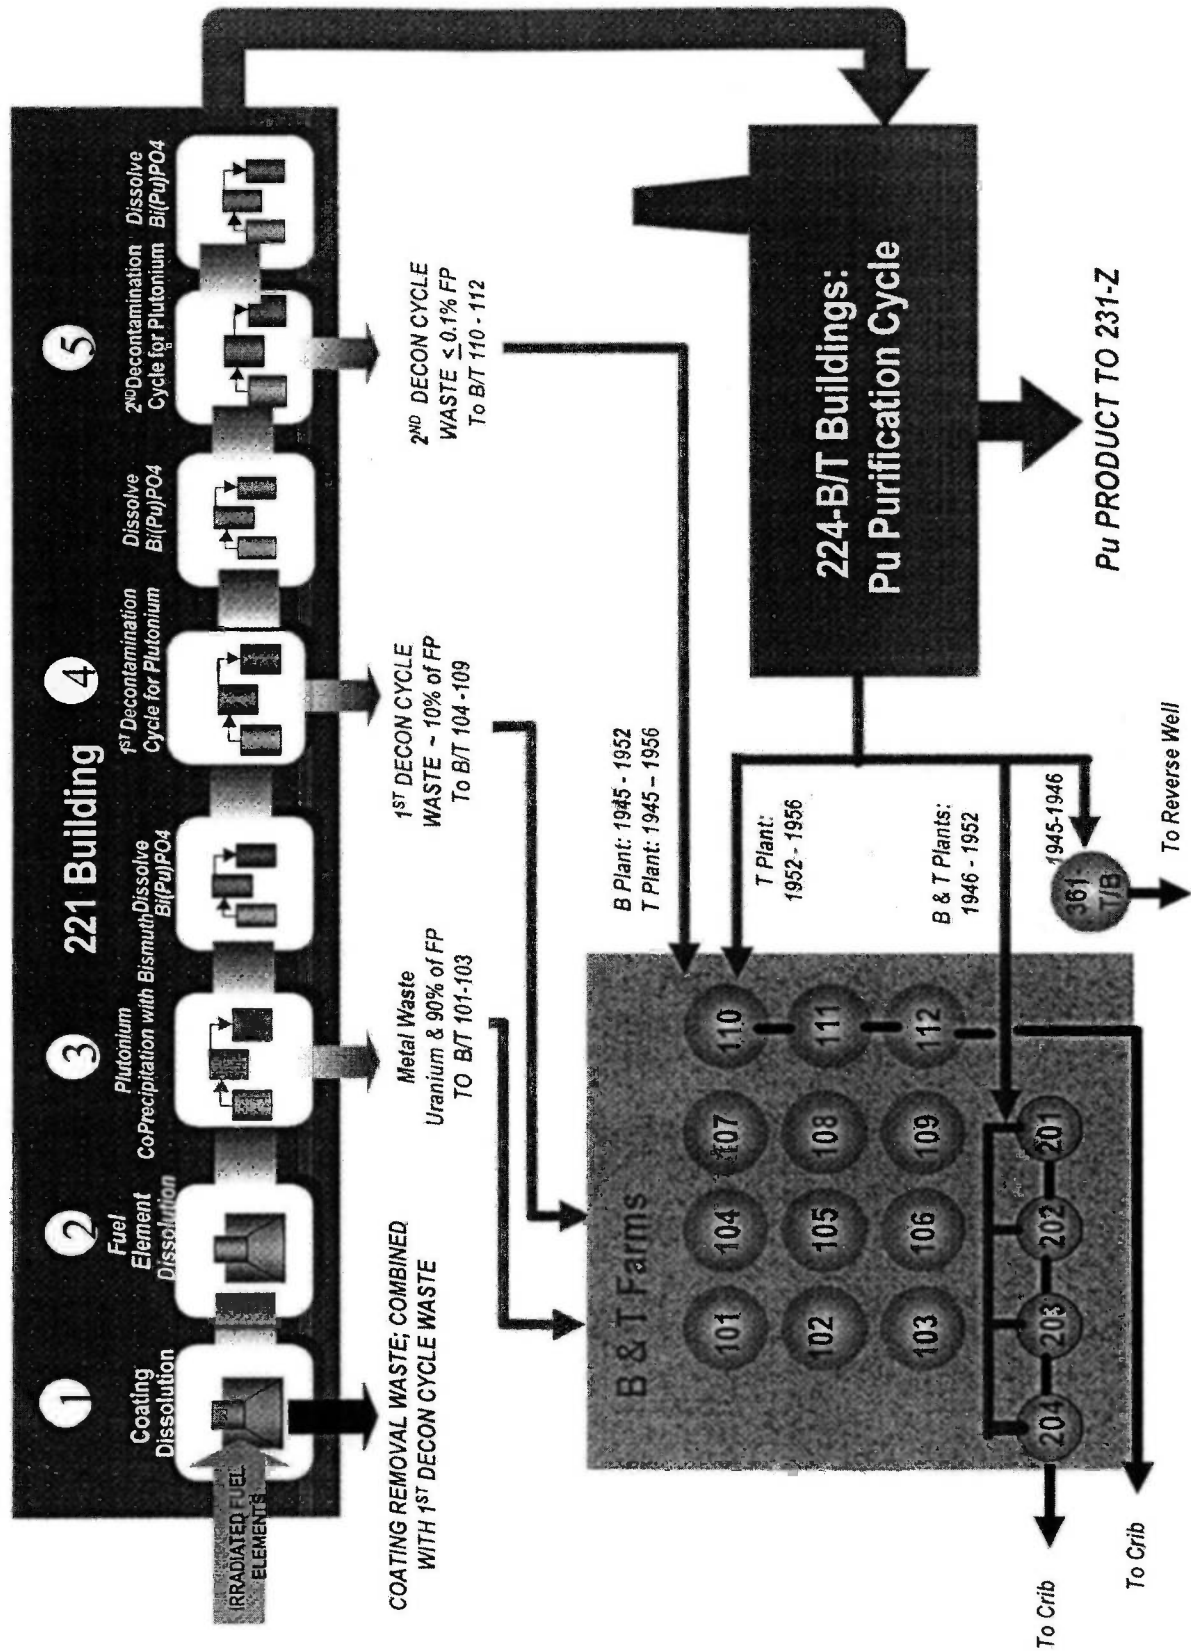 221 Building
1
2
3
4
5
Coating
Dissolution
Fuel
Element
Dissolution
Plutonium
CoPrecipitation with Bismuth
Dissolve
Bi(Pu)PO4
1ST Decontamination
Cycle for Plutonium
Dissolve
Bi(Pu)PO4
2ND Decontamination
Cycle for Plutonium
Dissolve
Bi(Pu)PO4
IRRADIATED FUEL
ELEMENTS
COATING REMOVAL WASTE; COMBINED
WITH 1ST DECON CYCLE WASTE
Metal Waste
Uranium & 90% of FP
TO B/T 101-103
1ST DECON CYCLE
WASTE ~ 10% of FP
To B/T 104 -109
2ND DECON CYCLE
WASTE ≤ 0.1% FP
To B/T 110 - 112
B Plant: 1945 - 1952
T Plant: 1945 – 1956
B & T Farms
101
104
107
110
102
105
108
111
103
106
109
112
204
203
202
201
T Plant:
1952 - 1956
B & T Plants:
1946 - 1952
1945-1946
361-
T/B
To Reverse Well
224-B/T Buildings:
Pu Purification Cycle
Pu PRODUCT TO 231-Z
To Crib
To Crib